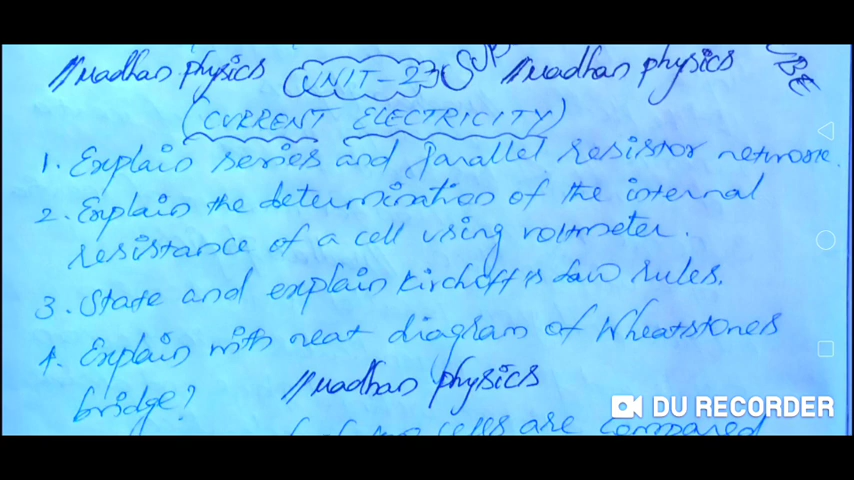 Madhan physics UNIT-2 SUB Madhan physics
(CURRENT ELECTRICITY)
1. Explain series and parallel resistor network.
2. Explain the determination of the internal
resistance of a cell using voltmeter.
3. State and explain Kirchoff's law rules.
4. Explain with neat diagram of Wheatstones
bridge?
Madhan physics
DU RECORDER
cells are compared